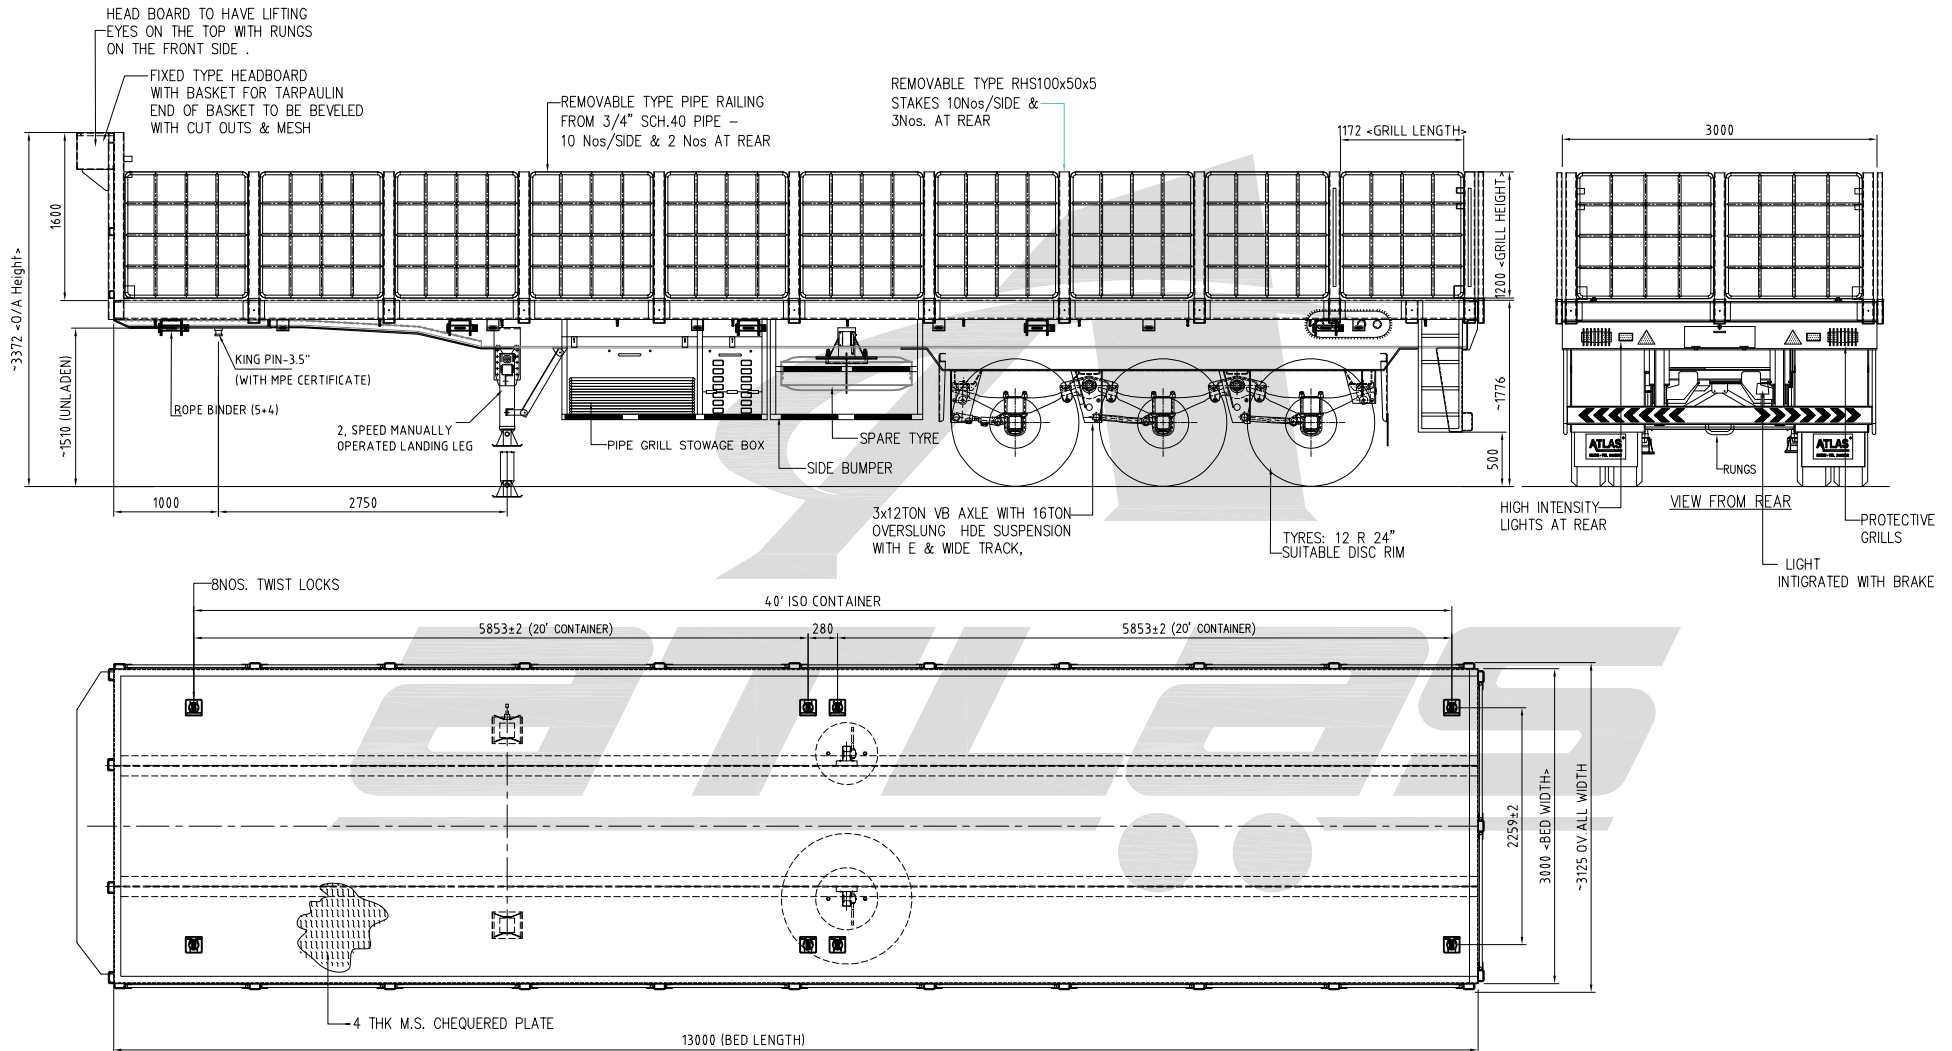 HEAD BOARD TO HAVE LIFTING
EYES ON THE TOP WITH RUNGS
ON THE FRONT SIDE .
FIXED TYPE HEADBOARD
WITH BASKET FOR TARPAULIN
END OF BASKET TO BE BEVELED
WITH CUT OUTS & MESH
REMOVABLE TYPE PIPE RAILING
FROM 3/4" SCH.40 PIPE –
10 Nos/SIDE & 2 Nos AT REAR
REMOVABLE TYPE RHS100x50x5
STAKES 10Nos/SIDE &
3Nos. AT REAR
1172 <GRILL LENGTH>
3000
1600
~3372 <O/A Height>
1200 <GRILL HEIGHT>
~1510 (UNLADEN)
~1776
500
KING PIN-3.5"
(WITH MPE CERTIFICATE)
ROPE BINDER (5+4)
2, SPEED MANUALLY
OPERATED LANDING LEG
PIPE GRILL STOWAGE BOX
SPARE TYRE
SIDE BUMPER
1000
2750
3x12TON VB AXLE WITH 16TON
OVERSLUNG HDE SUSPENSION
WITH E & WIDE TRACK,
TYRES: 12 R 24"
SUITABLE DISC RIM
ATLAS
ATLAS
RUNGS
VIEW FROM REAR
HIGH INTENSITY
LIGHTS AT REAR
PROTECTIVE
GRILLS
LIGHT
INTIGRATED WITH BRAKE
8NOS. TWIST LOCKS
40' ISO CONTAINER
5853±2 (20' CONTAINER)
280
5853±2 (20' CONTAINER)
atlas
2259±2
3000 <BED WIDTH>
~3125 OV.ALL WIDTH
4 THK M.S. CHEQUERED PLATE
13000 (BED LENGTH)